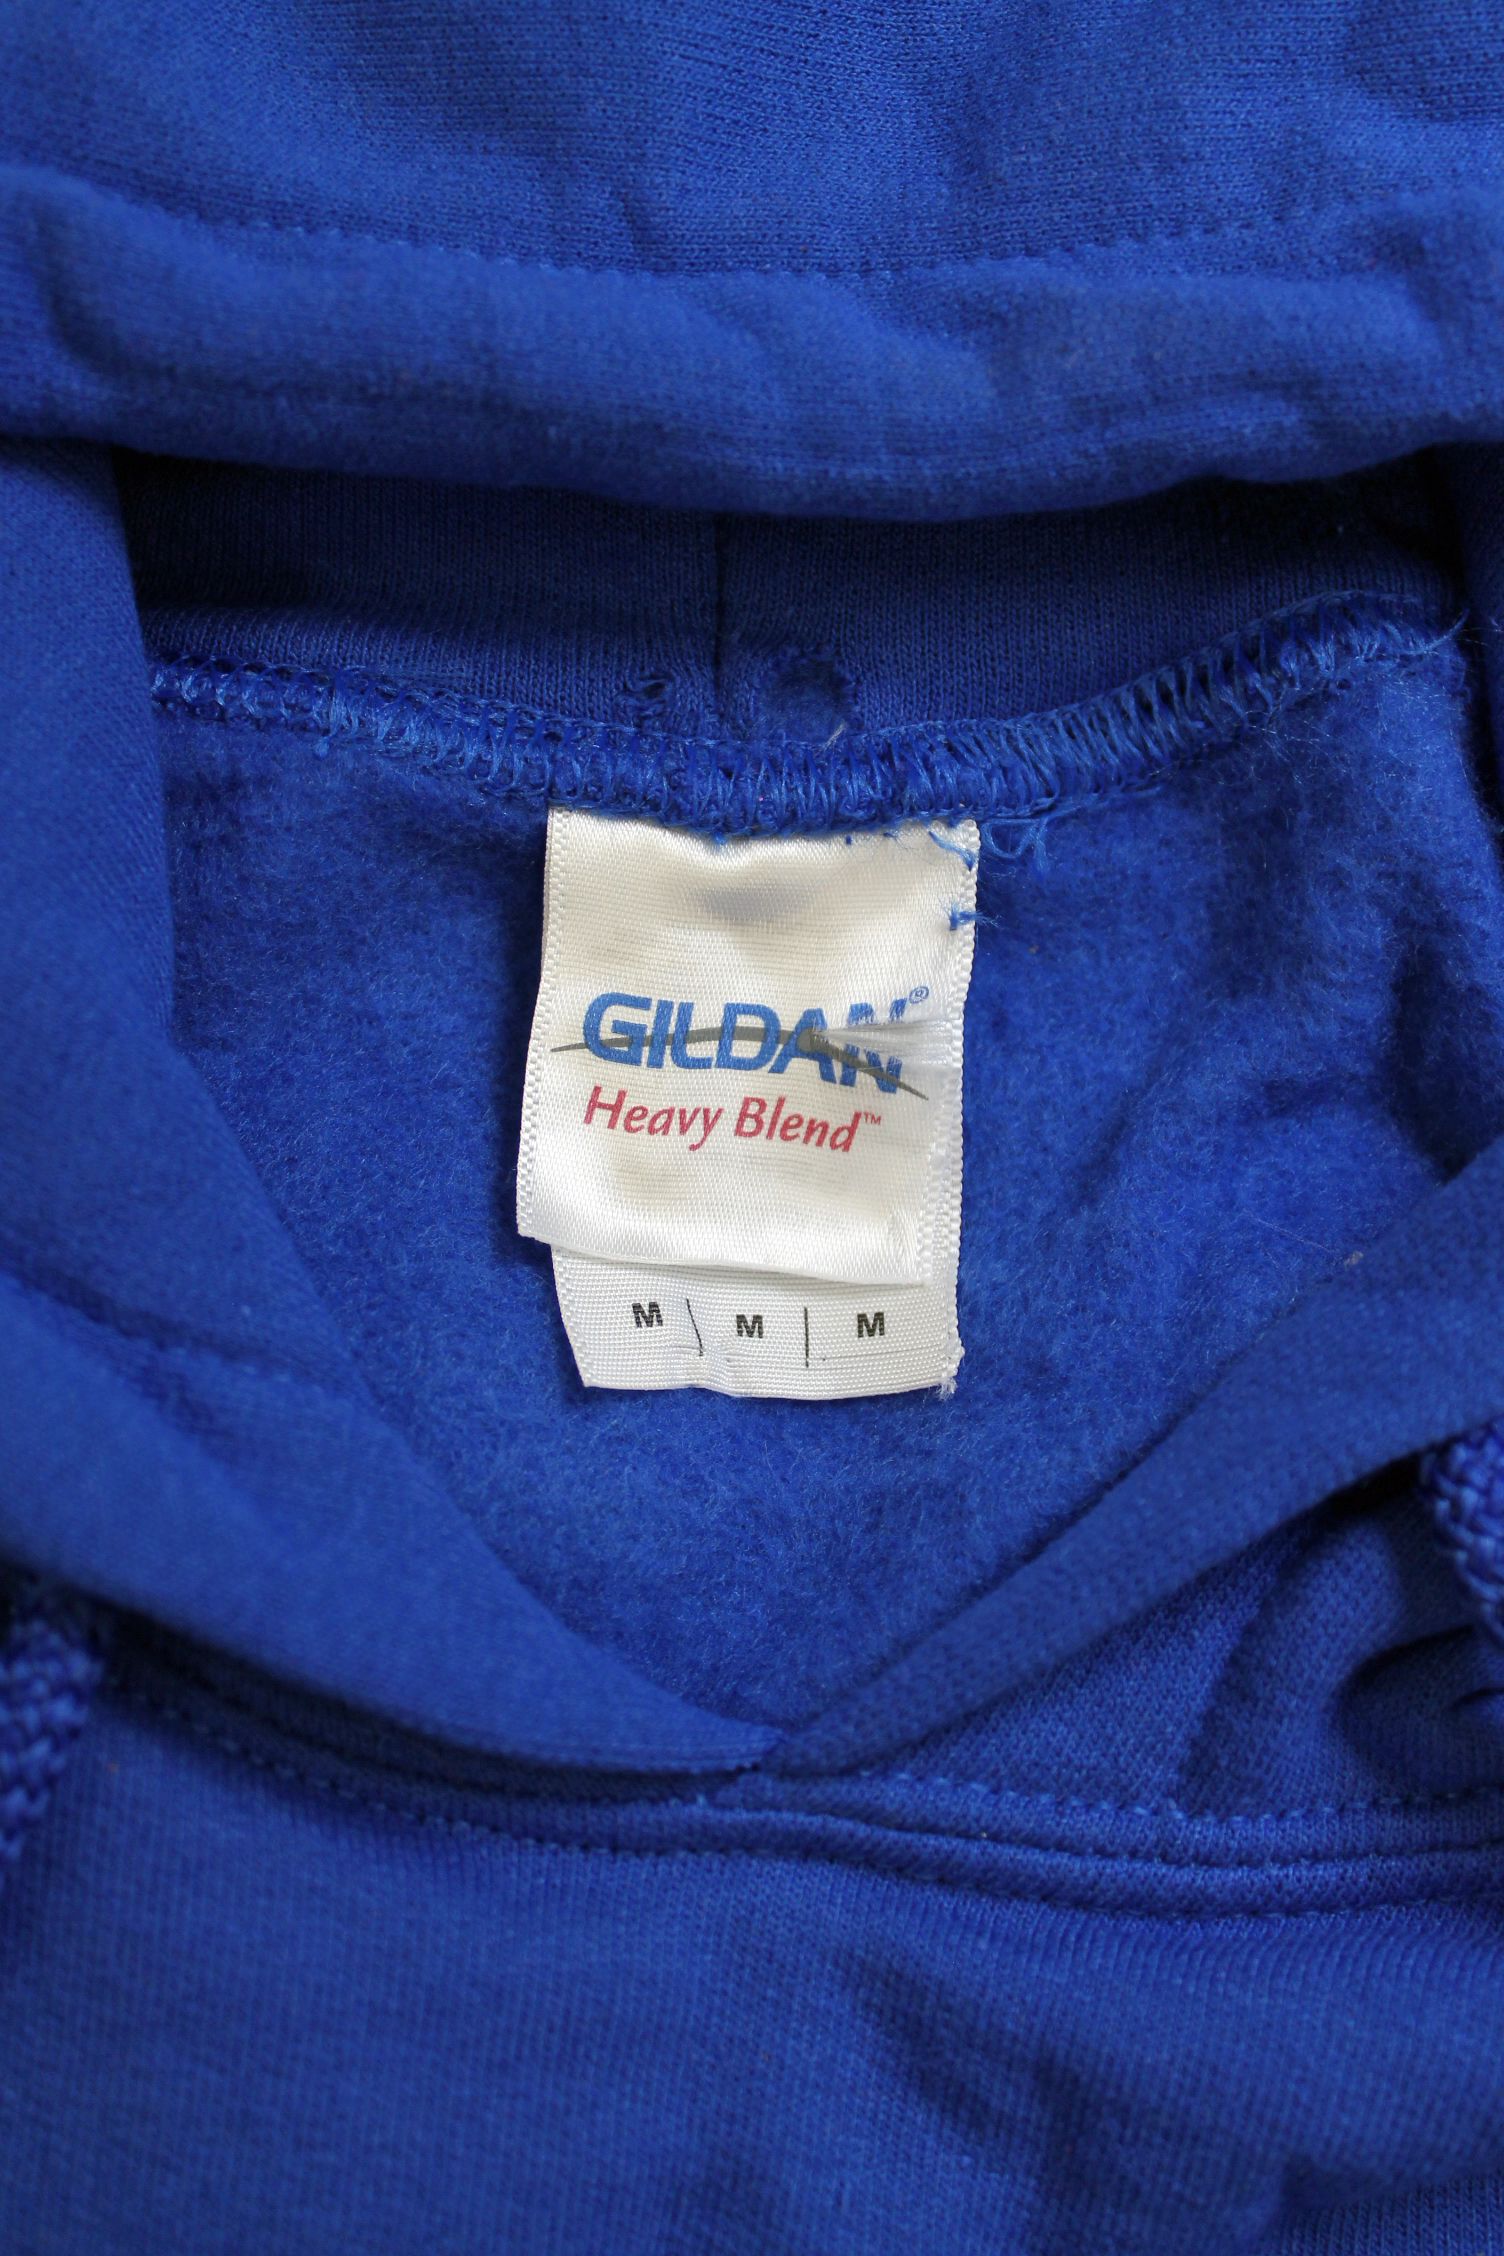 GILDAN®
Heavy Blend™
M | M | M